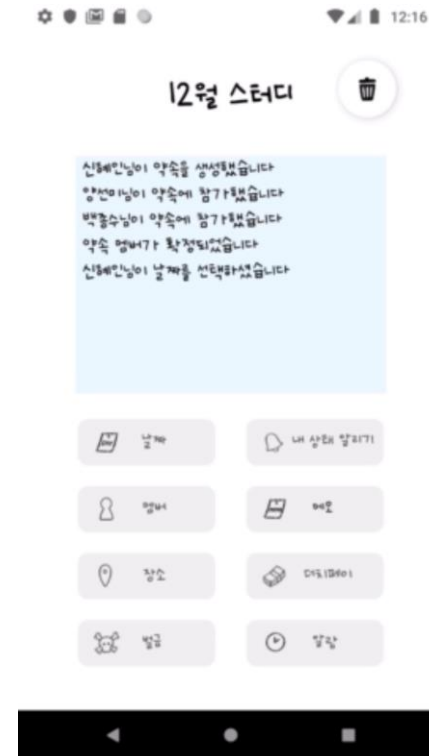 12:16
12월 스터디
신혜인님이 약속을 생성했습니다
양선미님이 약속에 참가했습니다
백종수님이 약속에 참가했습니다
약속 멤버가 확정되었습니다
신혜인님이 날짜를 선택하셨습니다
날짜
내 상태 알리기
멤버
메모
장소
더치페이
벌금
알람